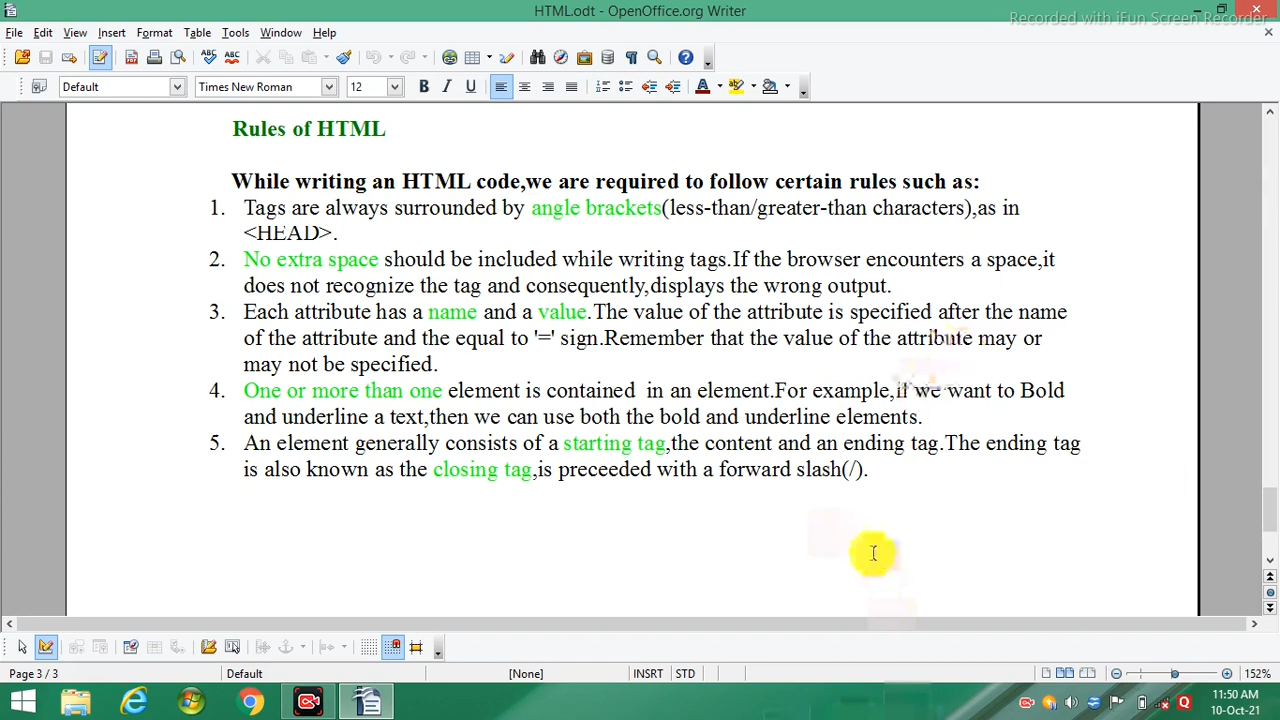 HTML.odt - OpenOffice.org Writer
Recorded with iFun Screen Recorder
File Edit View Insert Format Table Tools Window Help
Default Times New Roman 12
Rules of HTML
While writing an HTML code,we are required to follow certain rules such as:
1. Tags are always surrounded by angle brackets(less-than/greater-than characters),as in
<HEAD>.
2. No extra space should be included while writing tags.If the browser encounters a space,it
does not recognize the tag and consequently,displays the wrong output.
3. Each attribute has a name and a value.The value of the attribute is specified after the name
of the attribute and the equal to '=' sign.Remember that the value of the attribute may or
may not be specified.
4. One or more than one element is contained in an element.For example,if we want to Bold
and underline a text,then we can use both the bold and underline elements.
5. An element generally consists of a starting tag,the content and an ending tag.The ending tag
is also known as the closing tag,is preceeded with a forward slash(/).
Page 3 / 3 Default [None] INSRT STD 152%
11:50 AM
10-Oct-21